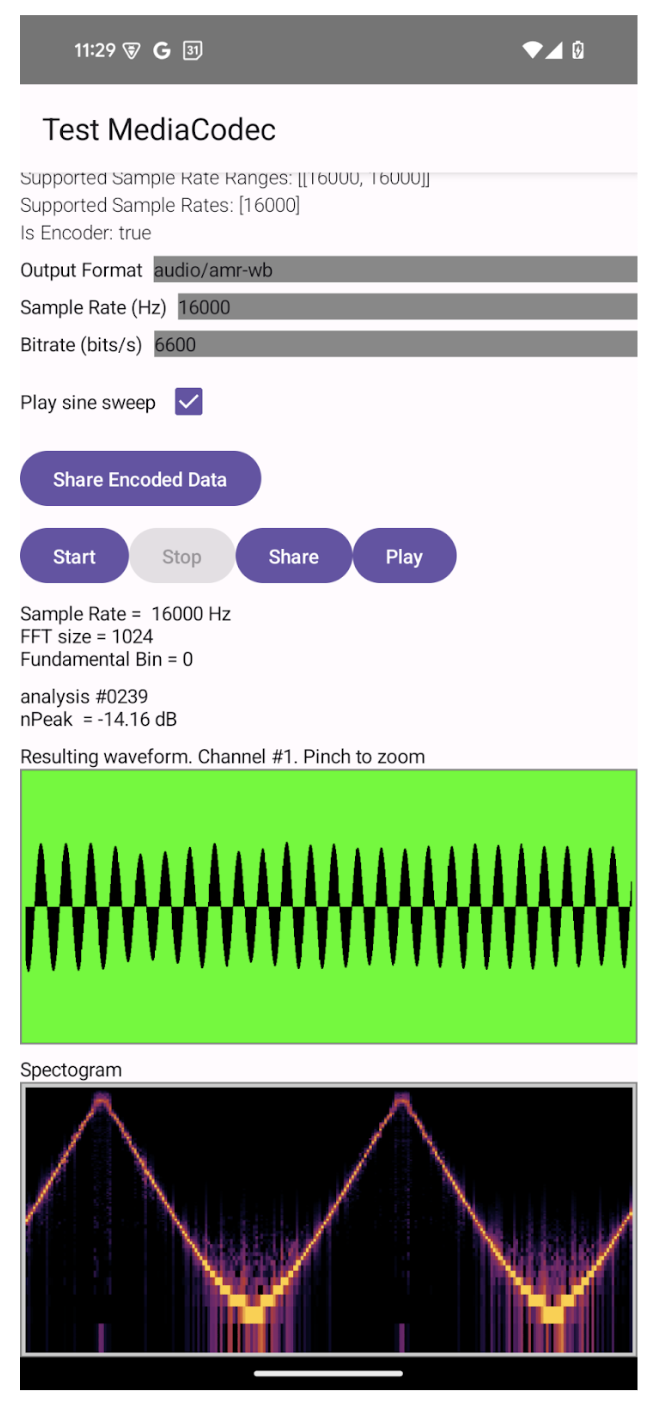 11:29 G 31
Test MediaCodec
Supported Sample Rate Ranges: [[16000, 16000]]
Supported Sample Rates: [16000]
Is Encoder: true
Output Format audio/amr-wb
Sample Rate (Hz) 16000
Bitrate (bits/s) 6600
Play sine sweep
Share Encoded Data
Start Stop Share Play
Sample Rate = 16000 Hz
FFT size = 1024
Fundamental Bin = 0
analysis #0239
nPeak = -14.16 dB
Resulting waveform. Channel #1. Pinch to zoom
Spectogram